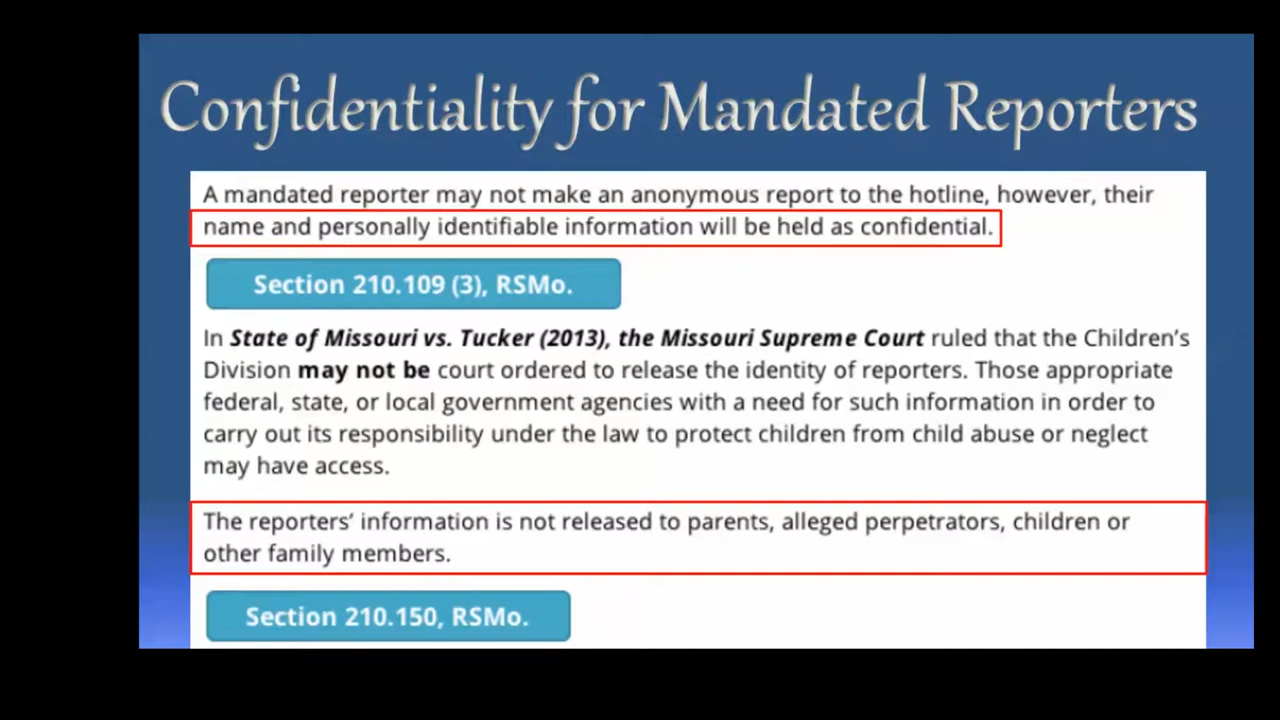 Confidentiality for Mandated Reporters
A mandated reporter may not make an anonymous report to the hotline, however, their
name and personally identifiable information will be held as confidential.
Section 210.109 (3), RSMo.
In State of Missouri vs. Tucker (2013), the Missouri Supreme Court ruled that the Children's
Division may not be court ordered to release the identity of reporters. Those appropriate
federal, state, or local government agencies with a need for such information in order to
carry out its responsibility under the law to protect children from child abuse or neglect
may have access.
The reporters' information is not released to parents, alleged perpetrators, children or
other family members.
Section 210.150, RSMo.